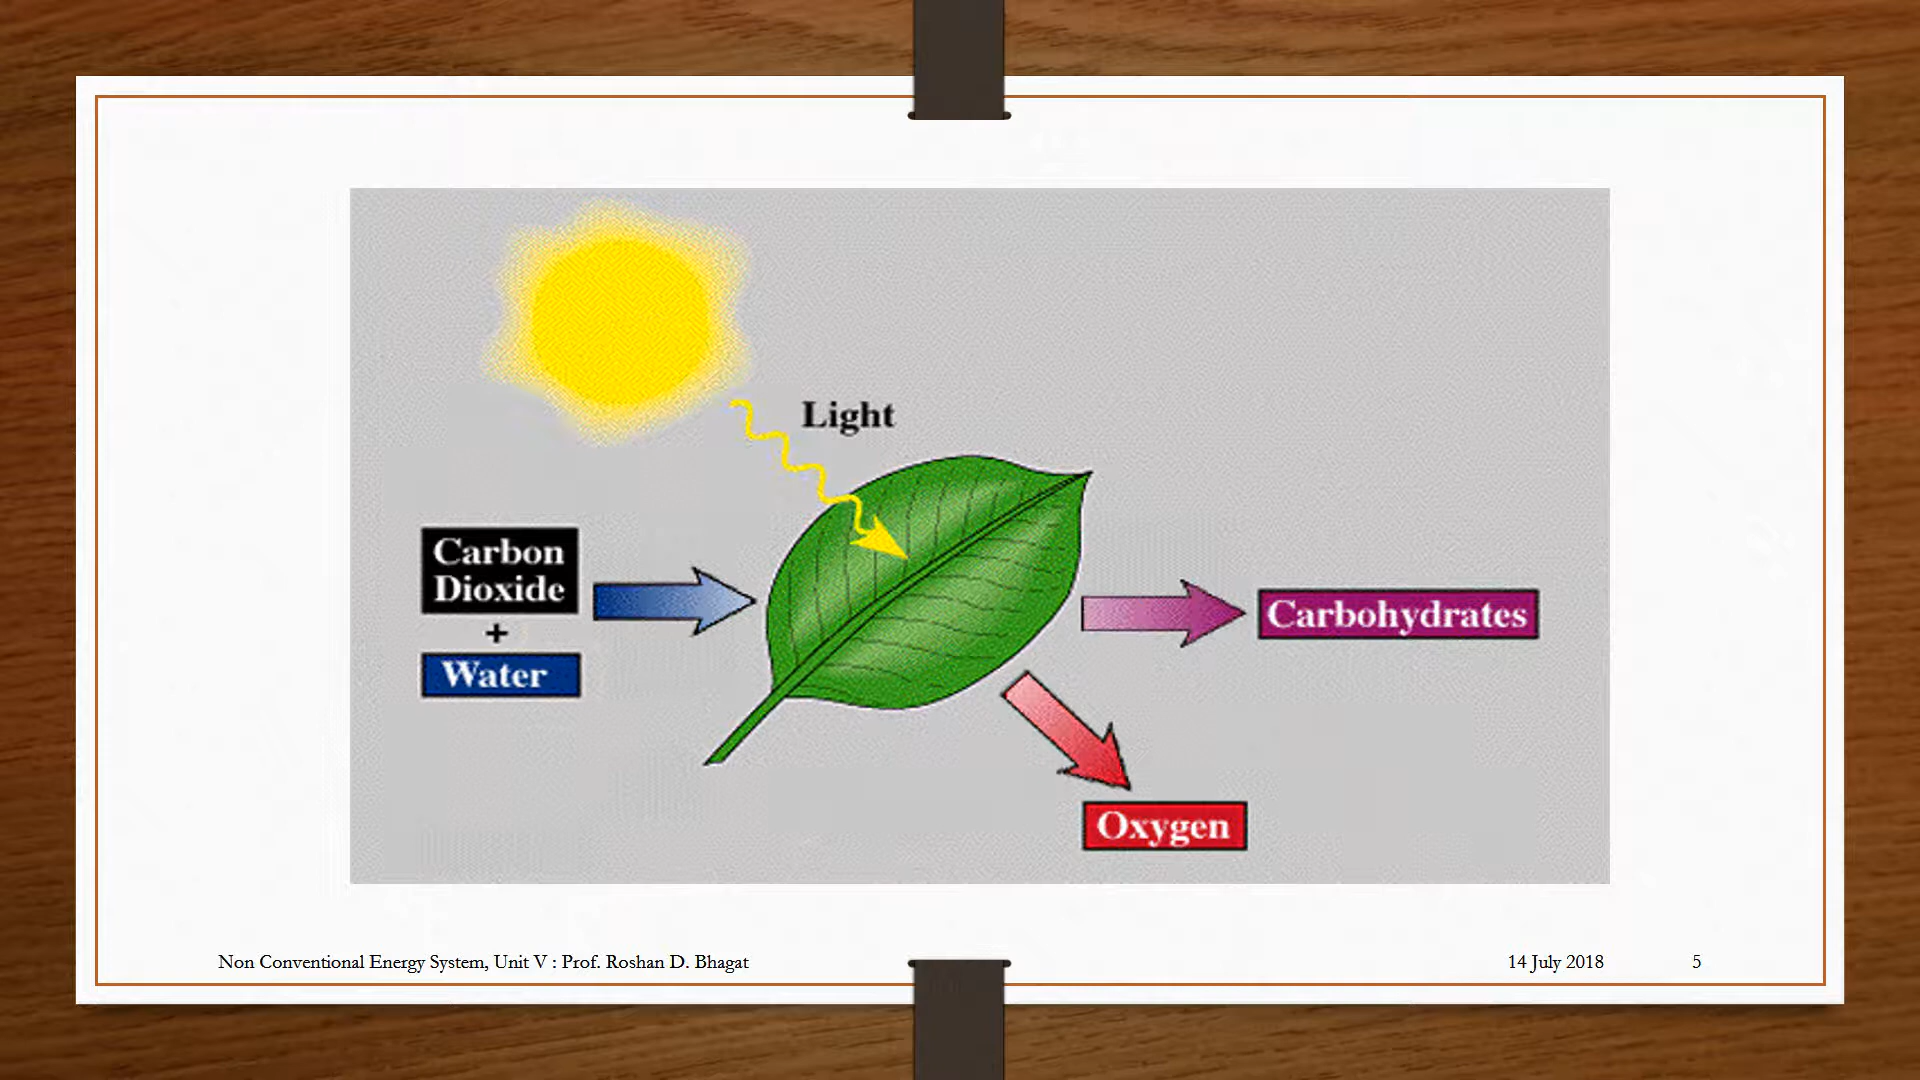 Light
Carbon
Dioxide
+
Water
Carbohydrates
Oxygen
Non Conventional Energy System, Unit V : Prof. Roshan D. Bhagat
14 July 2018
5